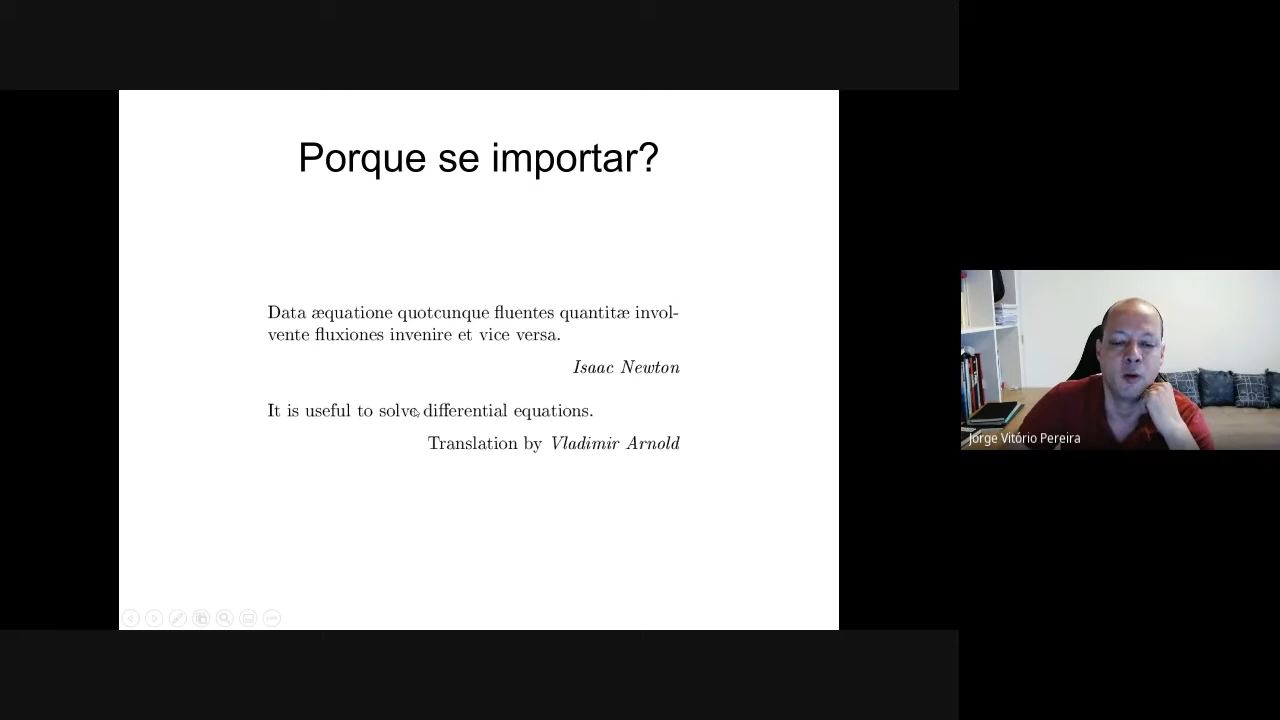 Porque se importar?
Data æquatione quotcunque fluentes quantitæ invol-
vente fluxiones invenire et vice versa.
Isaac Newton
It is useful to solve differential equations.
Translation by Vladimir Arnold
Jorge Vitório Pereira